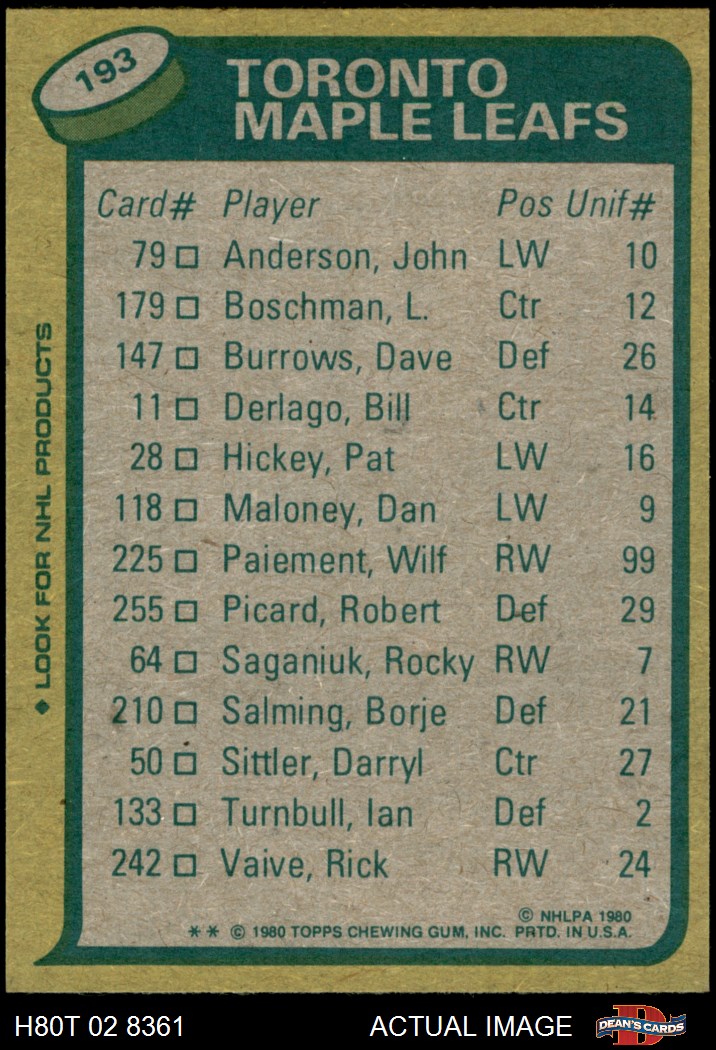 193
TORONTO
MAPLE LEAFS
Card# Player Pos Unif#
79 □ Anderson, John LW 10
179 □ Boschman, L. Ctr 12
147 □ Burrows, Dave Def 26
11 □ Derlago, Bill Ctr 14
28 □ Hickey, Pat LW 16
118 □ Maloney, Dan LW 9
225 □ Paiement, Wilf RW 99
255 □ Picard, Robert Def 29
64 □ Saganiuk, Rocky RW 7
210 □ Salming, Borje Def 21
50 □ Sittler, Darryl Ctr 27
133 □ Turnbull, Ian Def 2
242 □ Vaive, Rick RW 24
© NHLPA 1980
** © 1980 TOPPS CHEWING GUM, INC. PRTD. IN U.S.A.
◆ LOOK FOR NHL PRODUCTS
H80T 02 8361 ACTUAL IMAGE DEAN'S CARDS